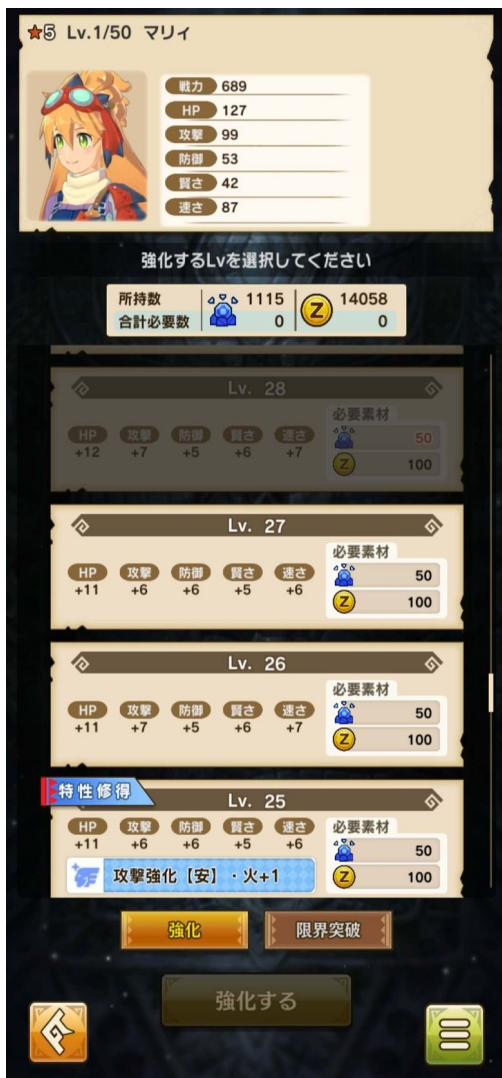 ★5 Lv.1/50 マリィ
戦力 689
HP 127
攻撃 99
防御 53
賢さ 42
速さ 87
強化するLvを選択してください
所持数 1115 Z 14058
合計必要数 0 0
Lv. 28
必要素材
HP 攻撃 防御 賢さ 速さ 50
+12 +7 +5 +6 +7 Z 100
Lv. 27
必要素材
HP 攻撃 防御 賢さ 速さ 50
+11 +6 +6 +5 +6 Z 100
Lv. 26
必要素材
HP 攻撃 防御 賢さ 速さ 50
+11 +7 +5 +6 +7 Z 100
特性修得
Lv. 25
HP 攻撃 防御 賢さ 速さ 必要素材
+11 +6 +6 +5 +6 50
攻撃強化【安】・火+1 Z 100
強化 限界突破
強化する